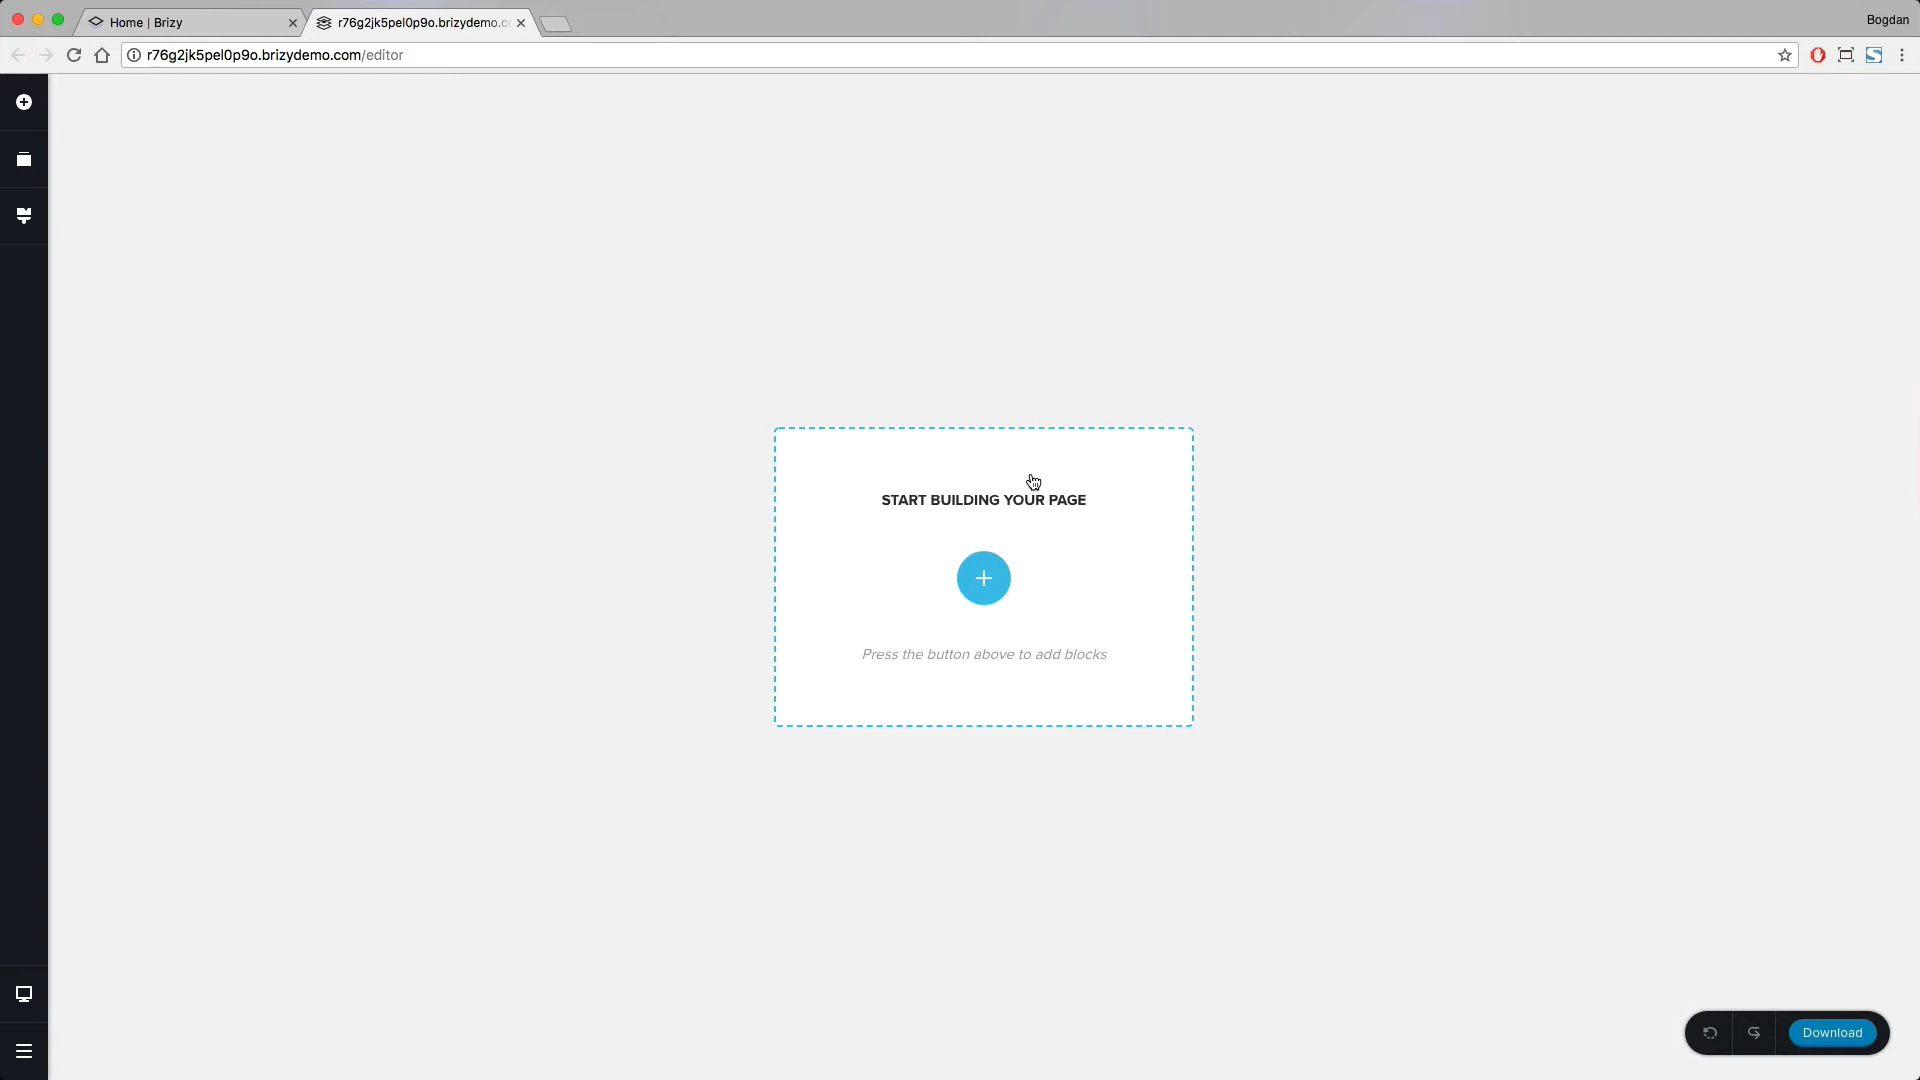 Home | Brizy
r76g2jk5pel0p9o.brizydemo.c
Bogdan
r76g2jk5pel0p9o.brizydemo.com/editor
START BUILDING YOUR PAGE
Press the button above to add blocks
Download